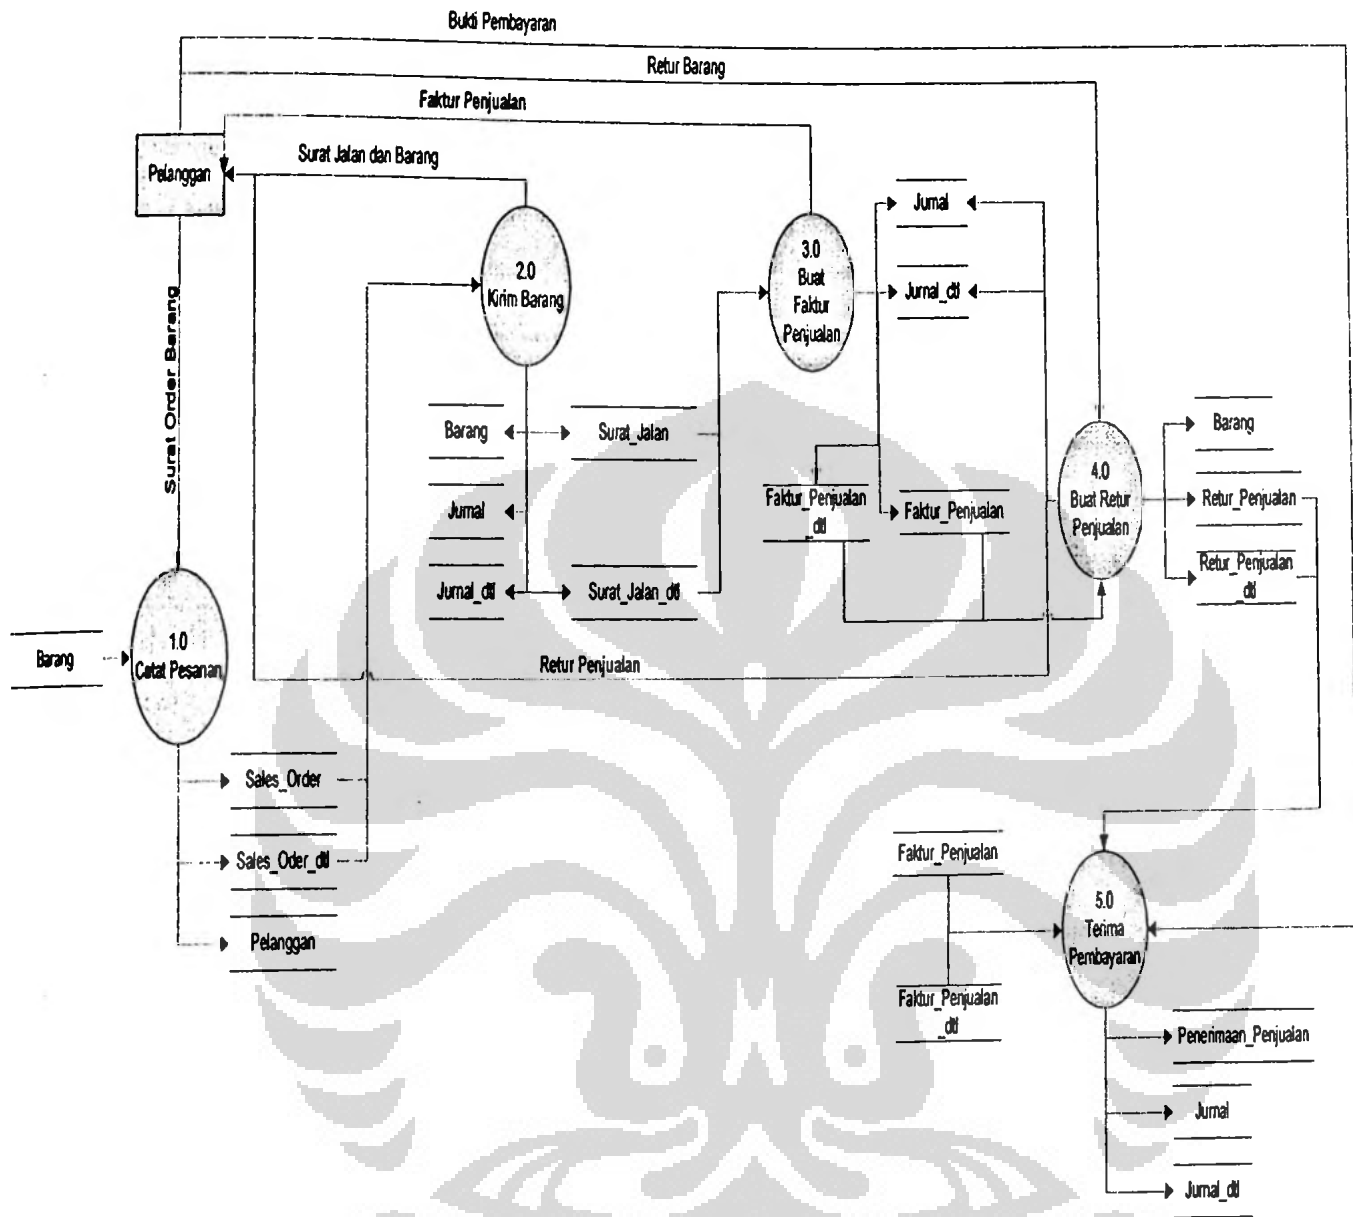 Bukti Pembayaran
Retur Barang
Faktur Penjualan
Surat Jalan dan Barang
Pelanggan
Surat Order Barang
2.0
Kirim Barang
3.0
Buat
Faktur
Penjualan
Jurnal
Jurnal_dtl
Barang
Surat_Jalan
Jurnal
Jurnal_dtl
Surat_Jalan_dtl
Faktur_Penjualan
_dtl
Faktur_Penjualan
4.0
Buat Retur
Penjualan
Barang
Retur_Penjualan
Retur_Penjualan
_dtl
Barang
1.0
Catat Pesanan
Retur Penjualan
Sales_Order
Sales_Oder_dtl
Pelanggan
Faktur_Penjualan
Faktur_Penjualan
_dtl
5.0
Terima
Pembayaran
Penerimaan_Penjualan
Jurnal
Jurnal_dtl